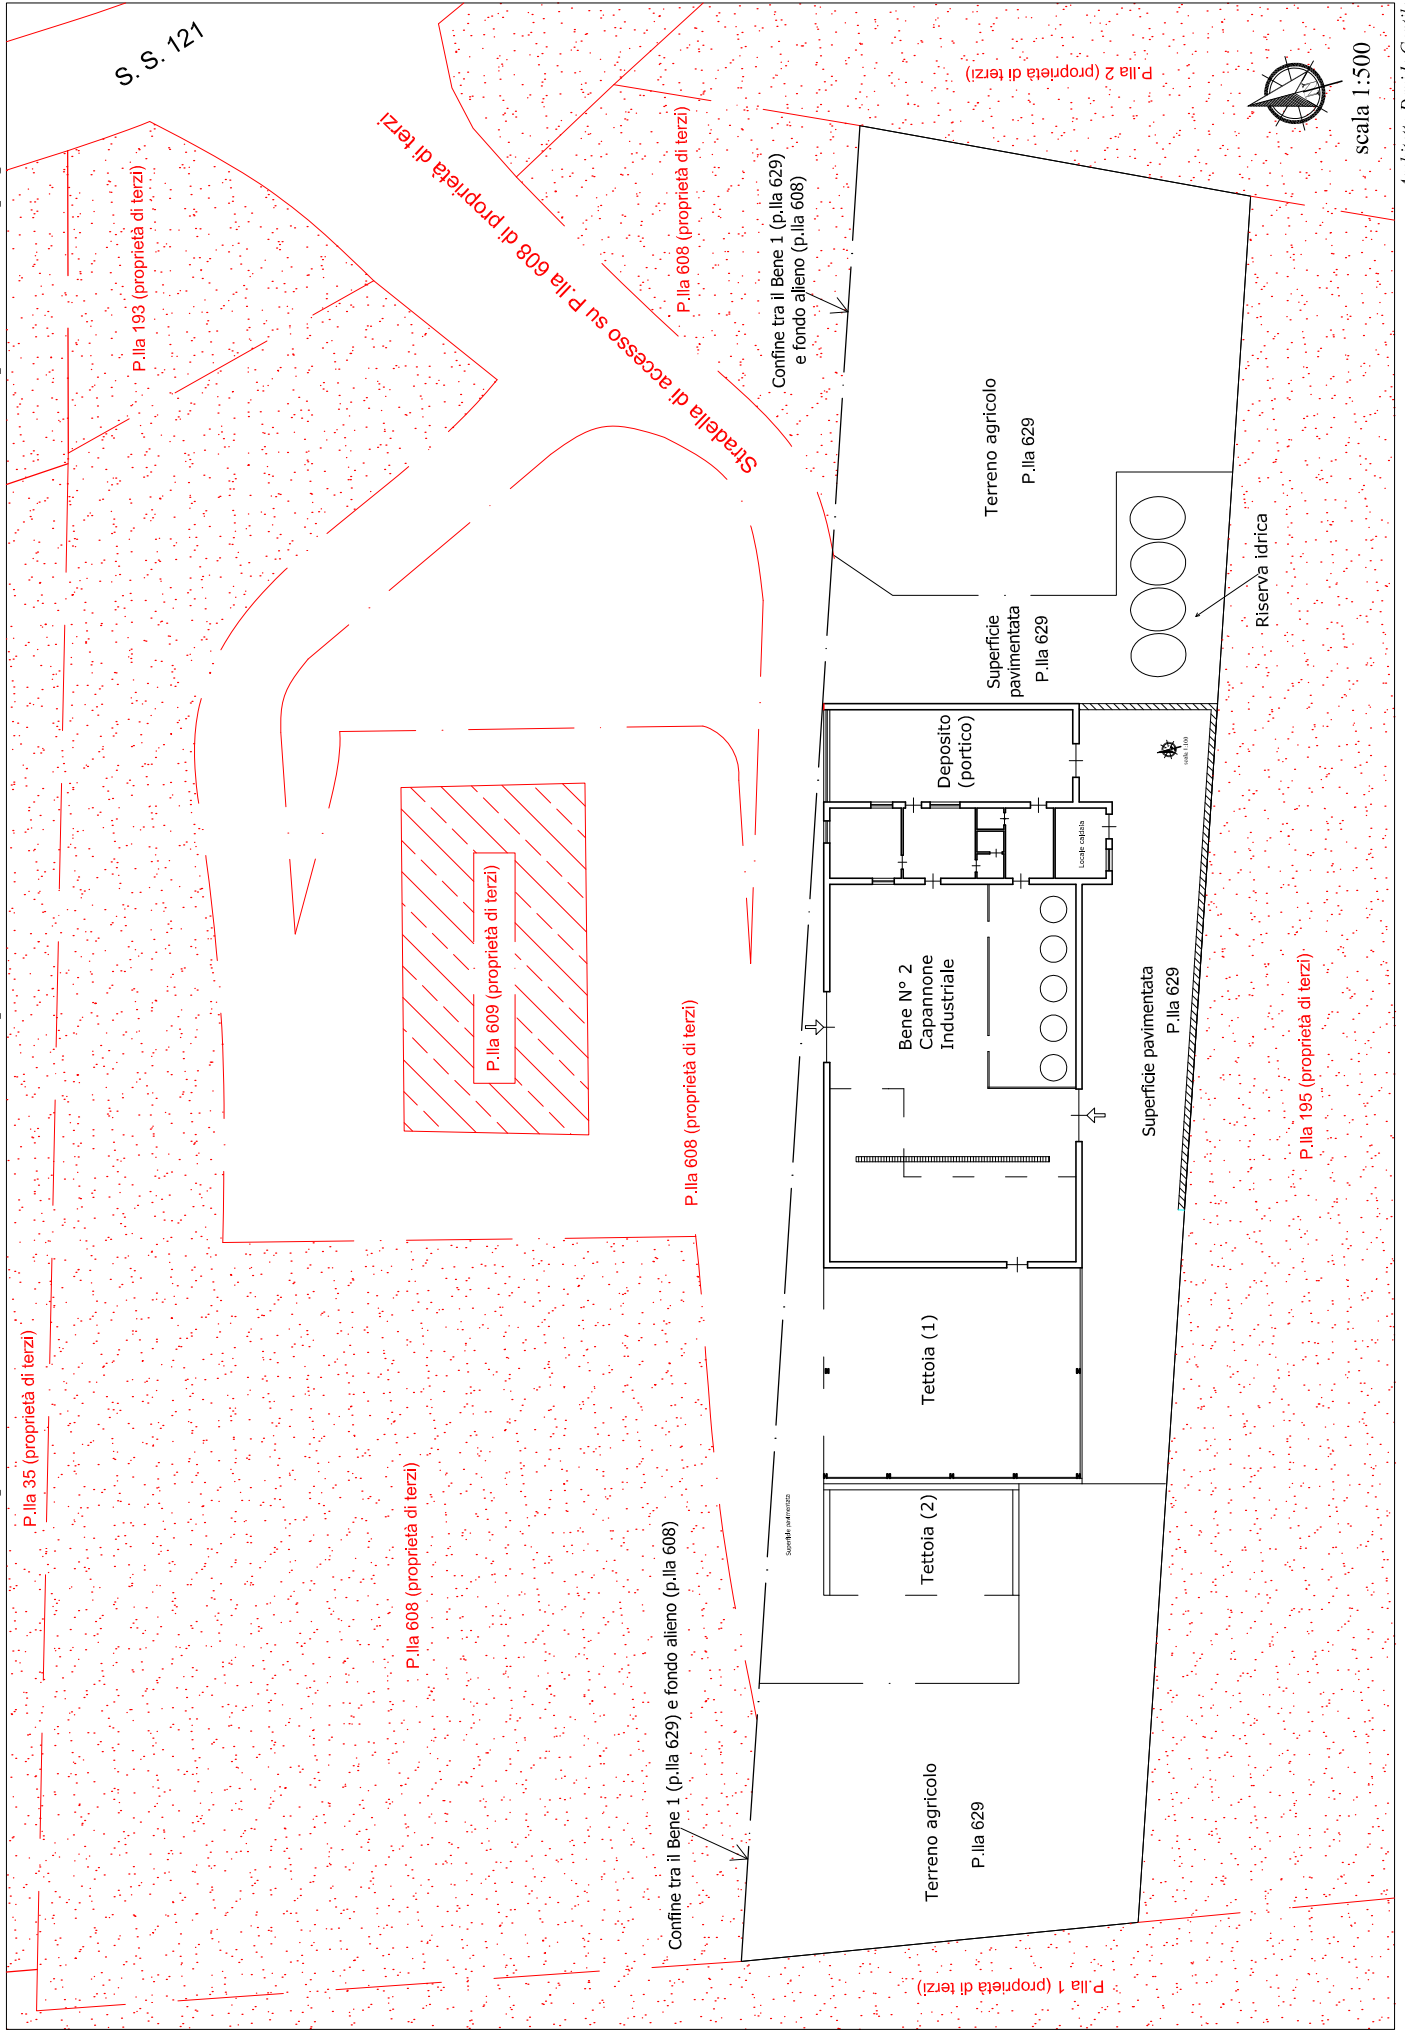 P.lla 35 (proprietà di terzi)
P.lla 193 (proprietà di terzi)
S. S. 121
P.lla 608 (proprietà di terzi)
P.lla 609 (proprietà di terzi)
Stradella di accesso su P.lla 608 di proprietà di terzi
P.lla 608 (proprietà di terzi)
P.lla 608 (proprietà di terzi)
P.lla 2 (proprietà di terzi)
Confine tra il Bene 1 (p.lla 629) e fondo alieno (p.lla 608)
Confine tra il Bene 1 (p.lla 629)
e fondo alieno (p.lla 608)
Superficie pavimentata
Terreno agricolo
P.lla 629
Tettoia (2)
Tettoia (1)
Bene N° 2
Capannone
Industriale
Deposito
(portico)
Locale caldaia
Superficie
pavimentata
P.lla 629
Terreno agricolo
P.lla 629
Superficie pavimentata
P.lla 629
scala 1:100
Riserva idrica
P.lla 1 (proprietà di terzi)
P.lla 195 (proprietà di terzi)
scala 1:500